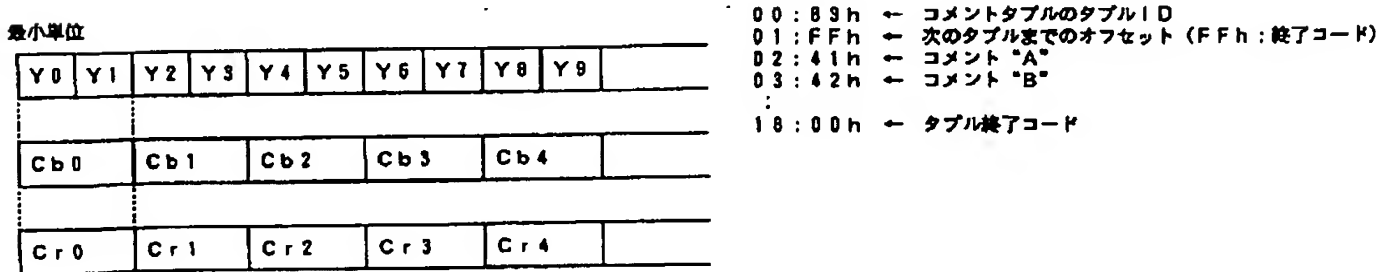 最小単位
Y0 Y1 Y2 Y3 Y4 Y5 Y6 Y7 Y8 Y9
Cb0 Cb1 Cb2 Cb3 Cb4
Cr0 Cr1 Cr2 Cr3 Cr4
00:83h ← コメントタプルのタプルID
01:FFh ← 次のタプルまでのオフセット(FFh:終了コード)
02:41h ← コメント "A"
03:42h ← コメント "B"
:
18:00h ← タプル終了コード